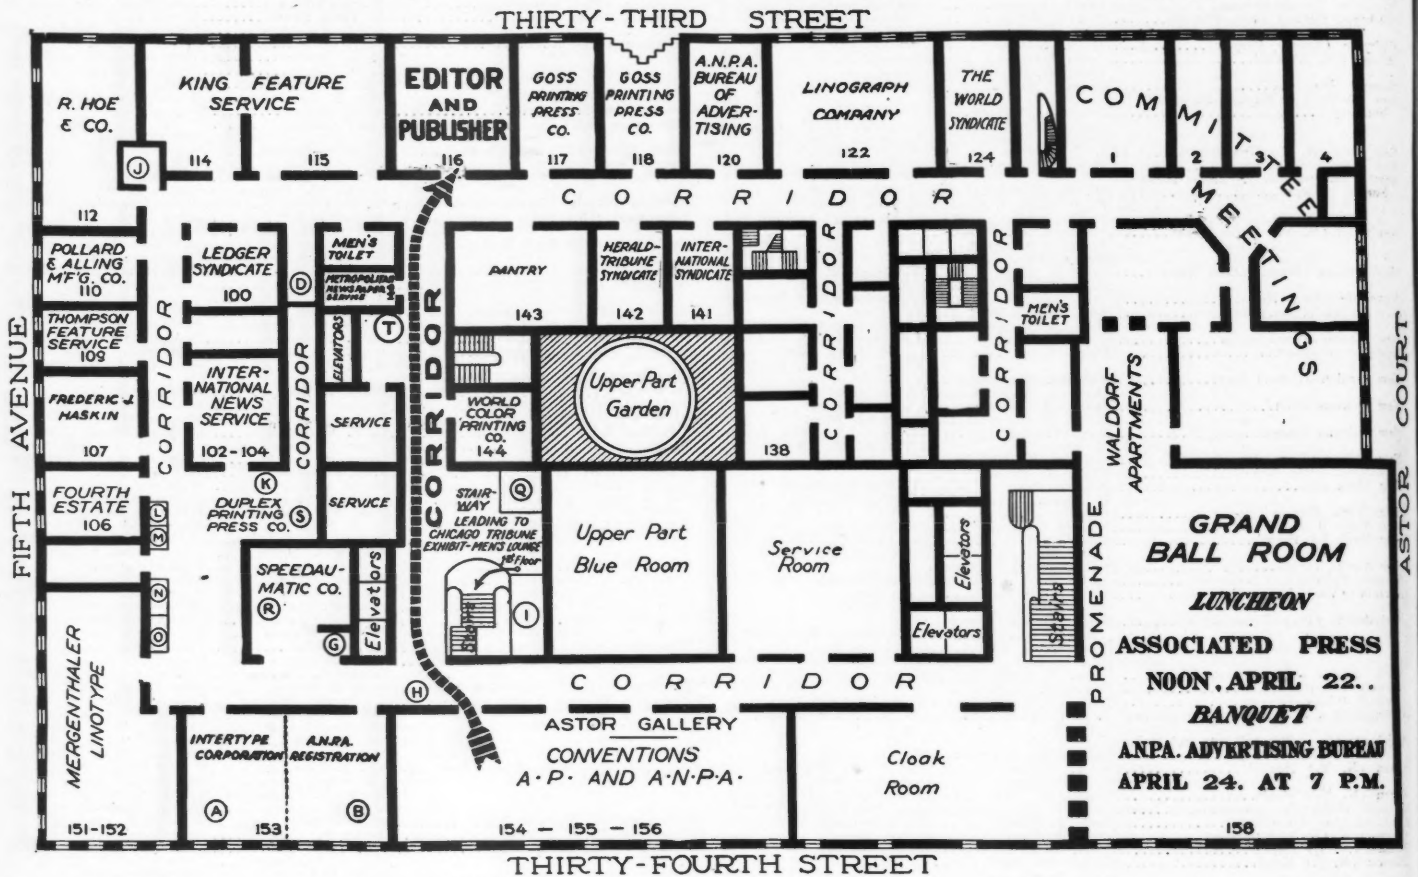 THIRTY-THIRD STREET
FIFTH AVENUE
ASTOR COURT
R. HOE
& CO.
112
J
KING FEATURE
SERVICE
114
115
EDITOR
AND
PUBLISHER
116
GOSS
PRINTING
PRESS
CO.
117
GOSS
PRINTING
PRESS
CO.
118
A.N.P.A.
BUREAU
OF
ADVER-
TISING
120
LINOGRAPH
COMPANY
122
THE
WORLD
SYNDICATE
124
COMMITTEE
MEETINGS
1
2
3
4
CORRIDOR
POLLARD
& ALLING
M'F'G. CO.
110
THOMPSON
FEATURE
SERVICE
109
FREDERIC J.
HASKIN
107
FOURTH
ESTATE
106
MERGENTHALER
LINOTYPE
151-152
CORRIDOR
L
M
N
O
LEDGER
SYNDICATE
100
INTER-
NATIONAL
NEWS
SERVICE
102-104
K
DUPLEX
PRINTING
PRESS CO.
S
D
CORRIDOR
MEN'S
TOILET
METROPOLITAN
NEWSPAPER
SERVICE
ELEVATORS
T
SERVICE
SERVICE
SPEEDAU-
MATIC CO.
R
G
Elevators
H
CORRIDOR
PANTRY
143
HERALD-
TRIBUNE
SYNDICATE
142
INTER-
NATIONAL
SYNDICATE
141
WORLD
COLOR
PRINTING
CO.
144
Upper Part
Garden
138
CORRIDOR
CORRIDOR
MEN'S
TOILET
STAIR-
WAY
Q
LEADING TO
CHICAGO TRIBUNE
EXHIBIT-MEN'S LOUNGE
1st Floor
Stairs
I
Upper Part
Blue Room
Service
Room
Elevators
Elevators
Stairs
PROMENADE
WALDORF
APARTMENTS
GRAND
BALL ROOM
LUNCHEON
ASSOCIATED PRESS
NOON, APRIL 22..
BANQUET
A.N.P.A. ADVERTISING BUREAU
APRIL 24. AT 7 P.M.
158
CORRIDOR
INTERTYPE
CORPORATION
A
153
A.N.P.A.
REGISTRATION
B
ASTOR GALLERY
CONVENTIONS
A.P. AND A.N.P.A.
154 - 155 - 156
Cloak
Room
THIRTY-FOURTH STREET